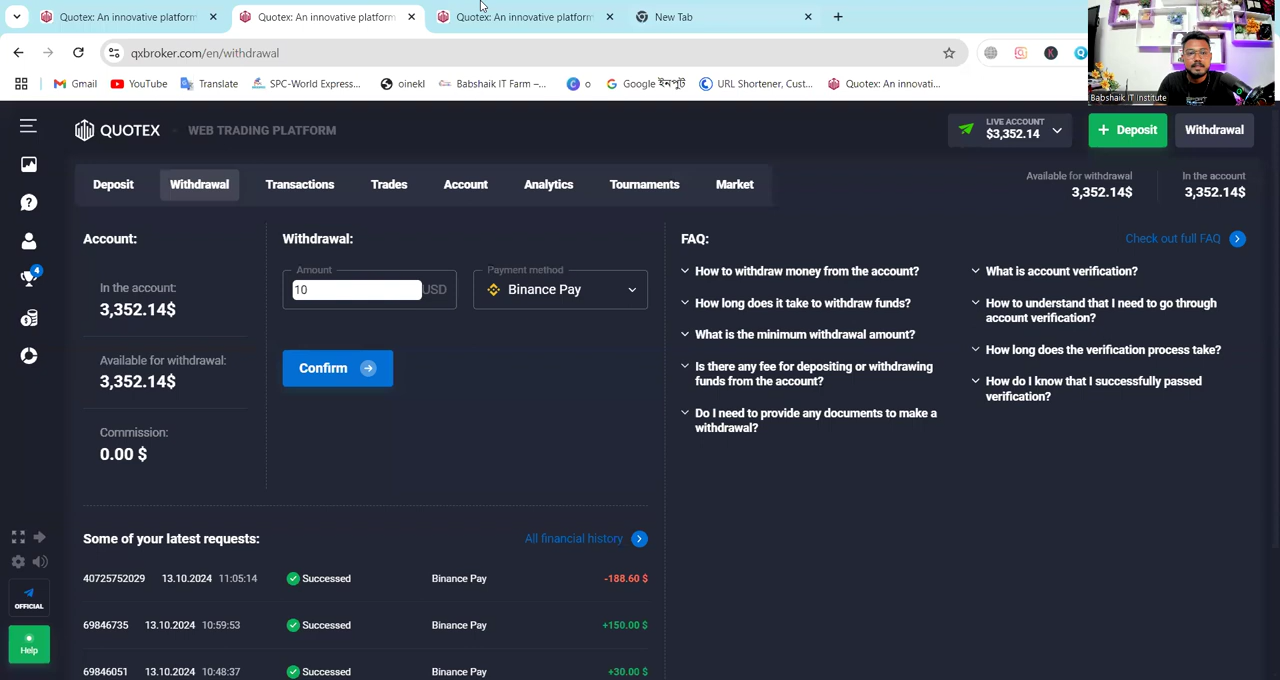 Quotex: An innovative platform
Quotex: An innovative platform
Quotex: An innovative platform
New Tab
qxbroker.com/en/withdrawal
Gmail
YouTube
Translate
SPC-World Express...
oinekl
Babshaik IT Farm –...
o
Google ইনপুট
URL Shortener, Cust...
Quotex: An innovati...
Babshaik IT Institute
QUOTEX
WEB TRADING PLATFORM
LIVE ACCOUNT
$3,352.14
+ Deposit
Withdrawal
Deposit
Withdrawal
Transactions
Trades
Account
Analytics
Tournaments
Market
Available for withdrawal
3,352.14$
In the account
3,352.14$
4
Account:
In the account:
3,352.14$
Available for withdrawal:
3,352.14$
Commission:
0.00 $
Withdrawal:
Amount
10
USD
Payment method
Binance Pay
Confirm
FAQ:
Check out full FAQ
How to withdraw money from the account?
How long does it take to withdraw funds?
What is the minimum withdrawal amount?
Is there any fee for depositing or withdrawing
funds from the account?
Do I need to provide any documents to make a
withdrawal?
What is account verification?
How to understand that I need to go through
account verification?
How long does the verification process take?
How do I know that I successfully passed
verification?
Some of your latest requests:
All financial history
40725752029 13.10.2024 11:05:14 Successed Binance Pay -188.60 $
69846735 13.10.2024 10:59:53 Successed Binance Pay +150.00 $
69846051 13.10.2024 10:48:37 Successed Binance Pay +30.00 $
OFFICIAL
Help